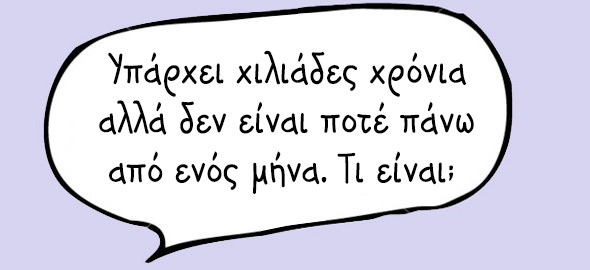 Υπάρχει χιλιάδες χρόνια
αλλά δεν είναι ποτέ πάνω
από ενός μήνα. Τι είναι;